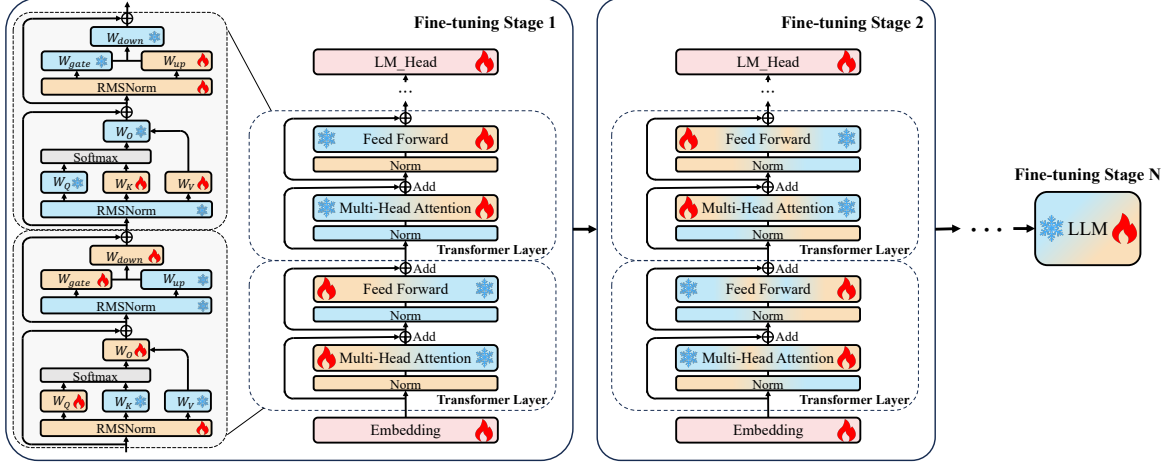 Fine-tuning Stage 1
W_down
W_gate
W_up
RMSNorm
W_O
Softmax
W_Q
W_K
W_V
RMSNorm
W_down
W_gate
W_up
RMSNorm
W_O
Softmax
W_Q
W_K
W_V
RMSNorm
LM_Head
...
Feed Forward
Norm
Add
Multi-Head Attention
Norm
Transformer Layer
Add
Feed Forward
Norm
Add
Multi-Head Attention
Norm
Transformer Layer
Embedding
Fine-tuning Stage 2
LM_Head
...
Feed Forward
Norm
Add
Multi-Head Attention
Norm
Transformer Layer
Add
Feed Forward
Norm
Add
Multi-Head Attention
Norm
Transformer Layer
Embedding
...
Fine-tuning Stage N
LLM